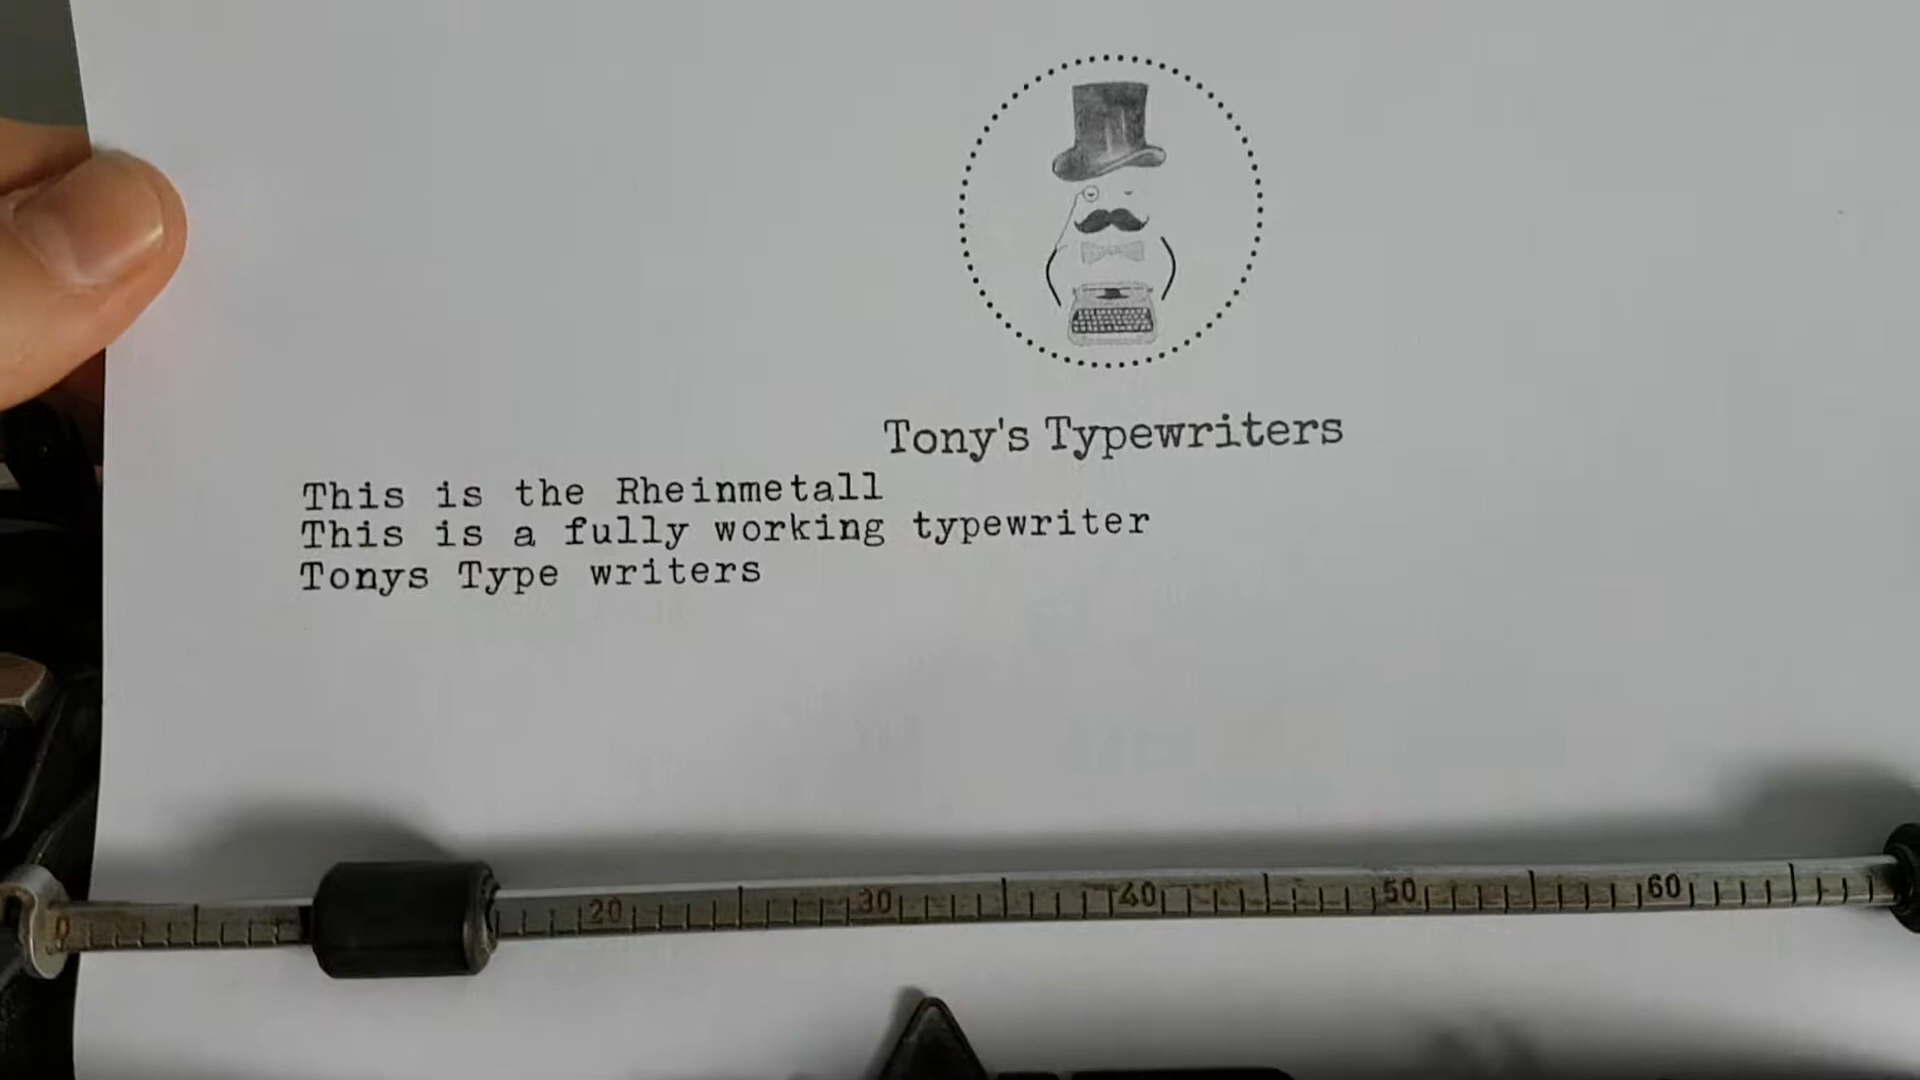 Tony's Typewriters
This is the Rheinmetall
This is a fully working typewriter
Tonys Type writers
0 20 30 40 50 60